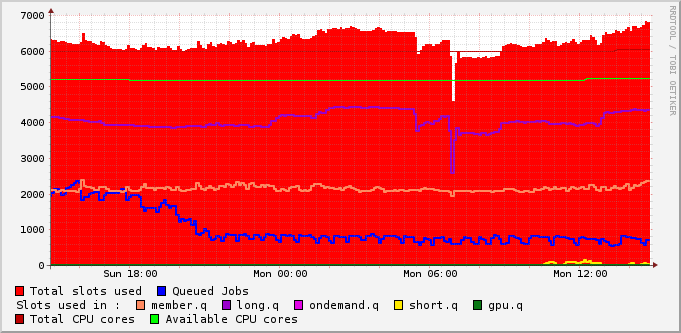 7000
6000
5000
4000
3000
2000
1000
0
Sun 18:00 Mon 00:00 Mon 06:00 Mon 12:00
Total slots used Queued Jobs
Slots used in : member.q long.q ondemand.q short.q gpu.q
Total CPU cores Available CPU cores
RRDTOOL / TOBI OETIKER